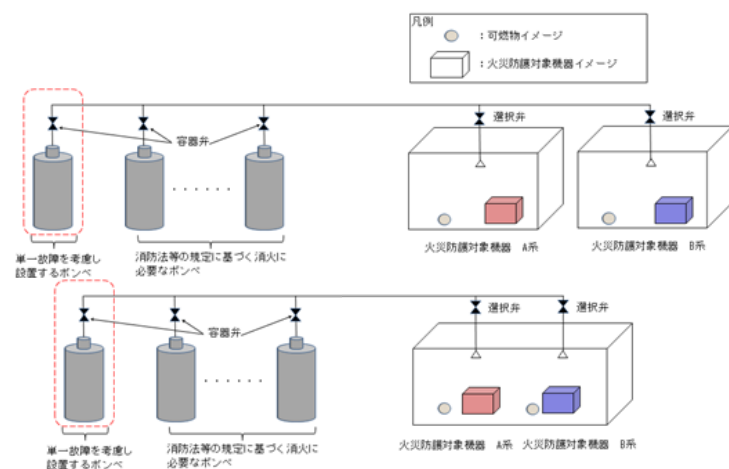 凡例
：可燃物イメージ
：火災防護対象機器イメージ
選択弁
選択弁
容器弁
・・・・・・
単一故障を考慮し
設置するボンベ
消防法等の規定に基づく消火に
必要なボンベ
火災防護対象機器　A系
火災防護対象機器　B系
選択弁
選択弁
容器弁
・・・・・・
単一故障を考慮し
設置するボンベ
消防法等の規定に基づく消火に
必要なボンベ
火災防護対象機器　A系
火災防護対象機器　B系